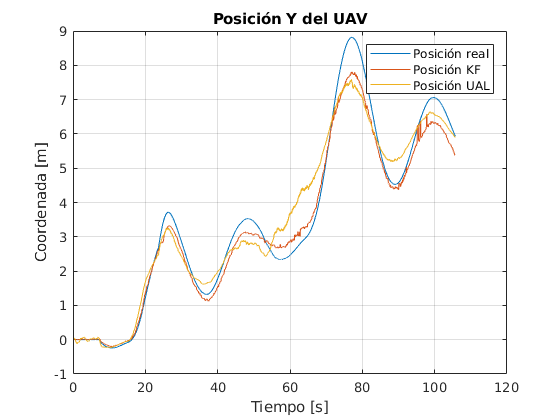 Posición Y del UAV
Posición real
Posición KF
Posición UAL
Coordenada [m]
9
8
7
6
5
4
3
2
1
0
-1
0 20 40 60 80 100 120
Tiempo [s]